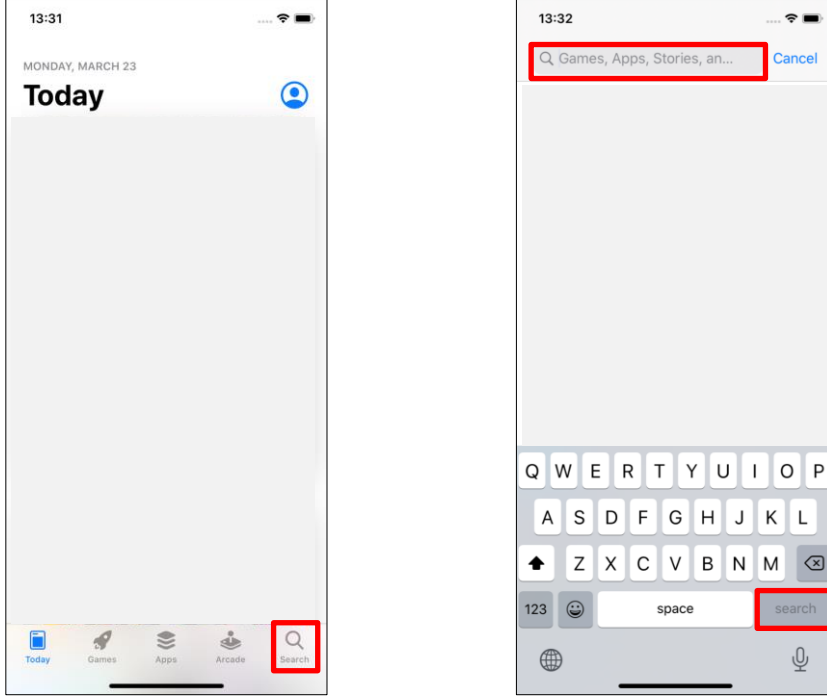 13:31
MONDAY, MARCH 23
Today
Today Games Apps Arcade Search
13:32
Games, Apps, Stories, an... Cancel
Q W E R T Y U I O P
A S D F G H J K L
Z X C V B N M
123 space search